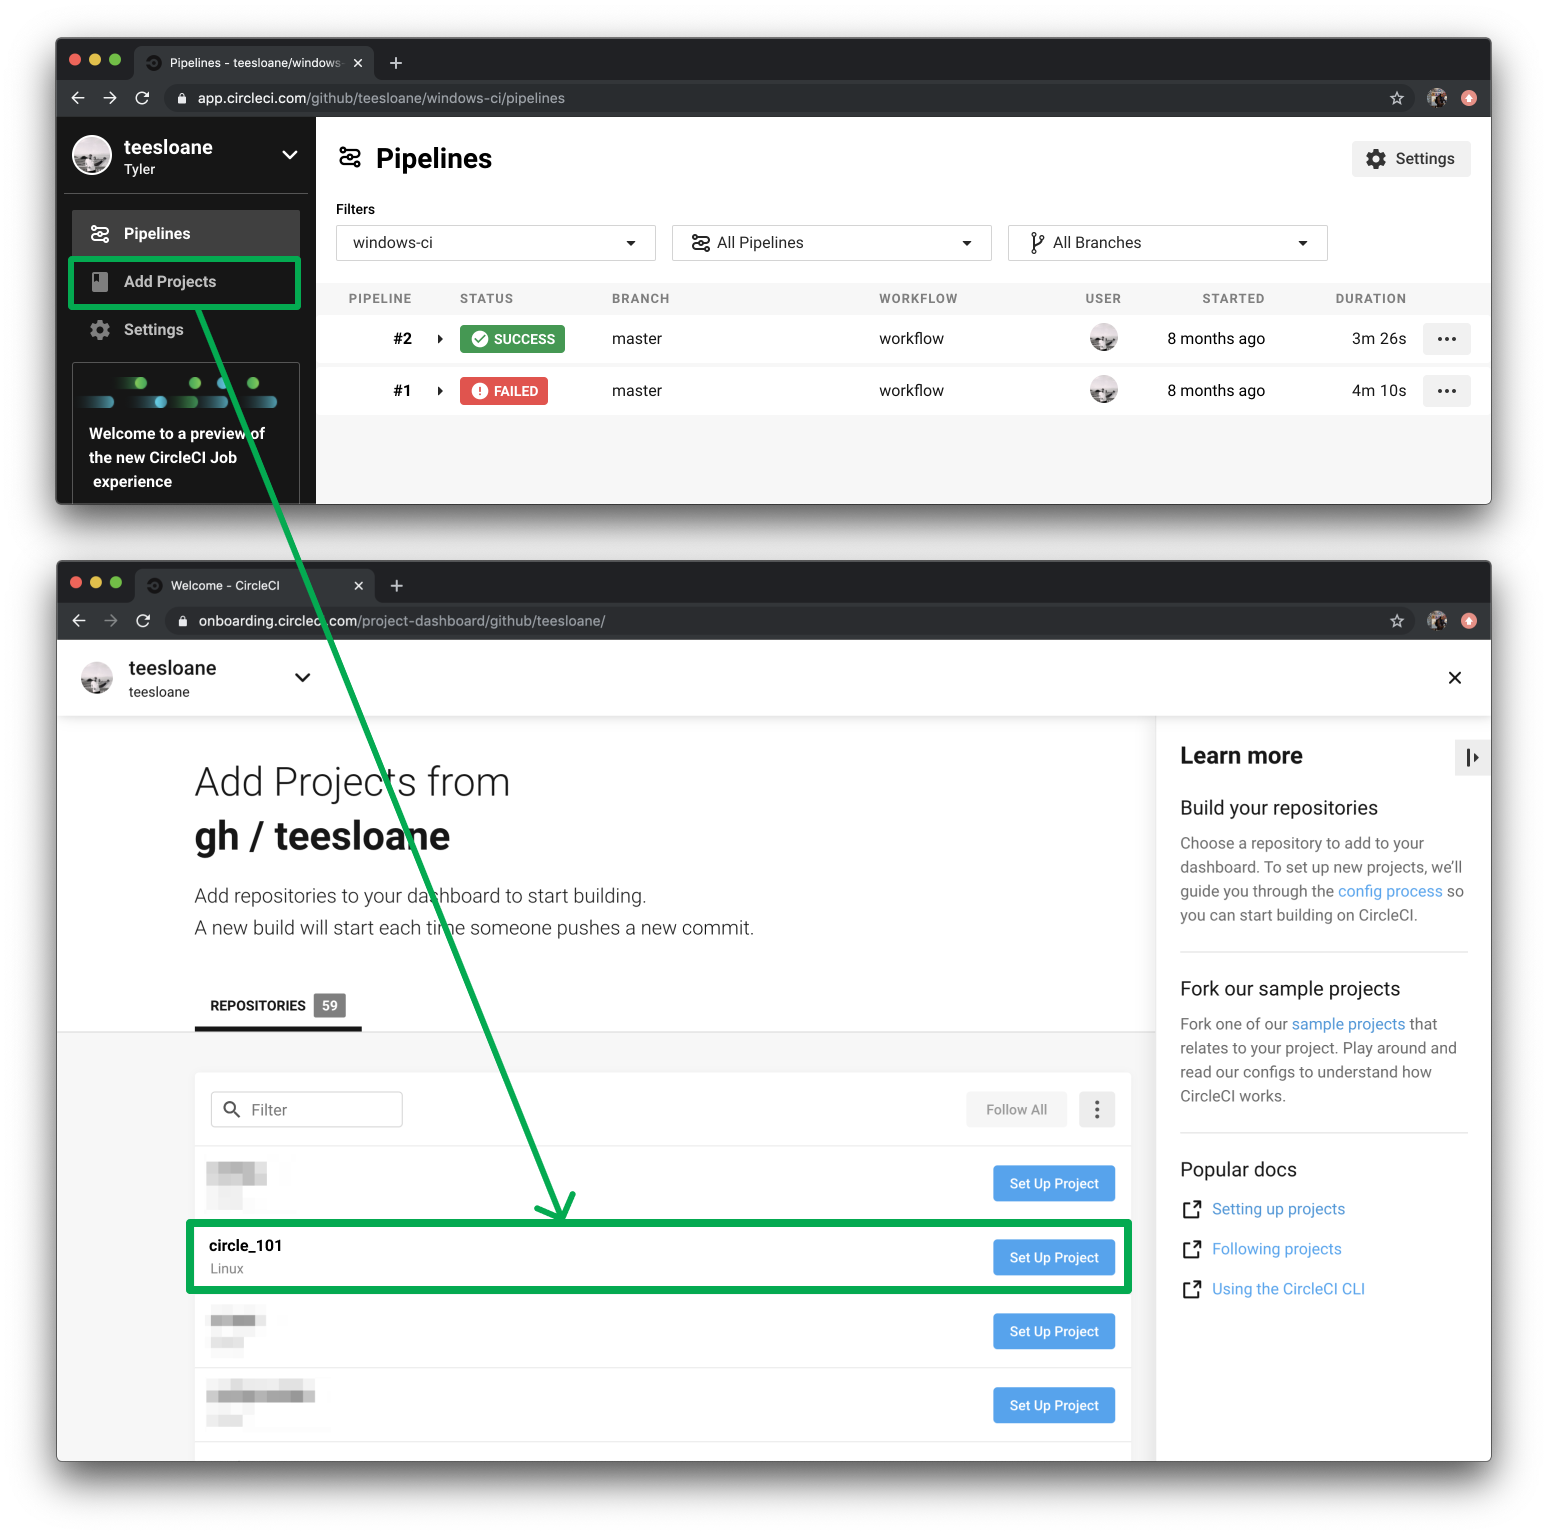 Pipelines - teesloane/windows-
app.circleci.com/github/teesloane/windows-ci/pipelines
teesloane
Tyler
Pipelines
Add Projects
Settings
Welcome to a preview of
the new CircleCI Job
experience
Pipelines
Settings
Filters
windows-ci
All Pipelines
All Branches
PIPELINE STATUS BRANCH WORKFLOW USER STARTED DURATION
#2 SUCCESS master workflow 8 months ago 3m 26s
#1 FAILED master workflow 8 months ago 4m 10s
Welcome - CircleCI
onboarding.circleci.com/project-dashboard/github/teesloane/
teesloane
teesloane
Add Projects from
gh / teesloane
Add repositories to your dashboard to start building.
A new build will start each time someone pushes a new commit.
REPOSITORIES 59
Filter
Follow All
Set Up Project
circle_101
Linux
Set Up Project
Set Up Project
Set Up Project
Learn more
Build your repositories
Choose a repository to add to your
dashboard. To set up new projects, we'll
guide you through the config process so
you can start building on CircleCI.
Fork our sample projects
Fork one of our sample projects that
relates to your project. Play around and
read our configs to understand how
CircleCI works.
Popular docs
Setting up projects
Following projects
Using the CircleCI CLI